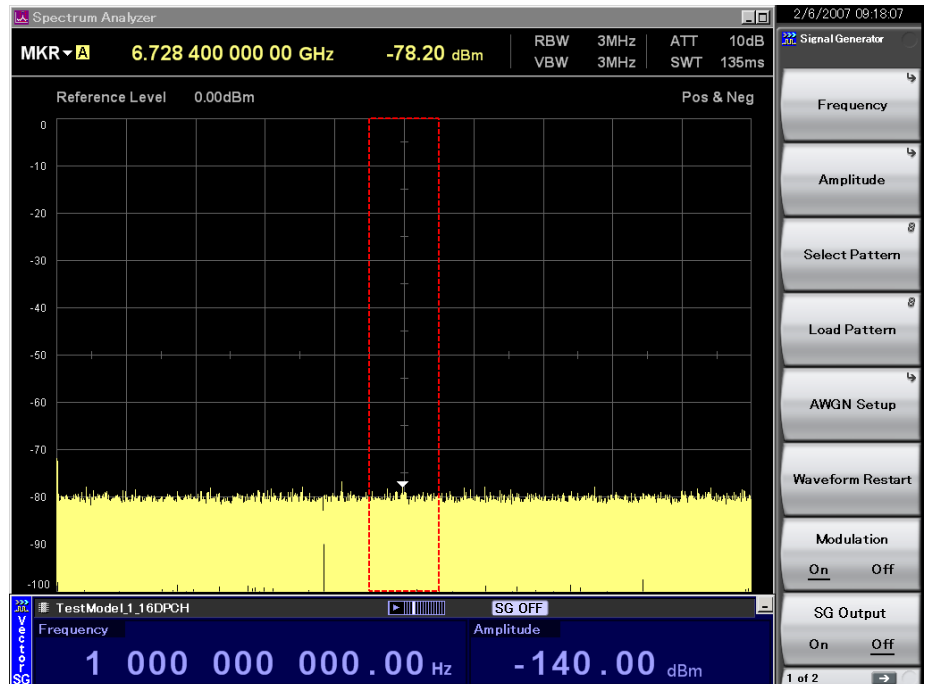 Spectrum Analyzer
2/6/2007 09:18:07
MKR A 6.728 400 000 00 GHz -78.20 dBm
RBW 3MHz ATT 10dB
VBW 3MHz SWT 135ms
Signal Generator
Reference Level 0.00dBm Pos & Neg
0
-10
-20
-30
-40
-50
-60
-70
-80
-90
-100
Frequency
Amplitude
Select Pattern
Load Pattern
AWGN Setup
Waveform Restart
Modulation
On Off
SG Output
On Off
1 of 2
Vector SG
TestModel_1_16DPCH SG OFF
Frequency Amplitude
1 000 000 000.00 Hz -140.00 dBm